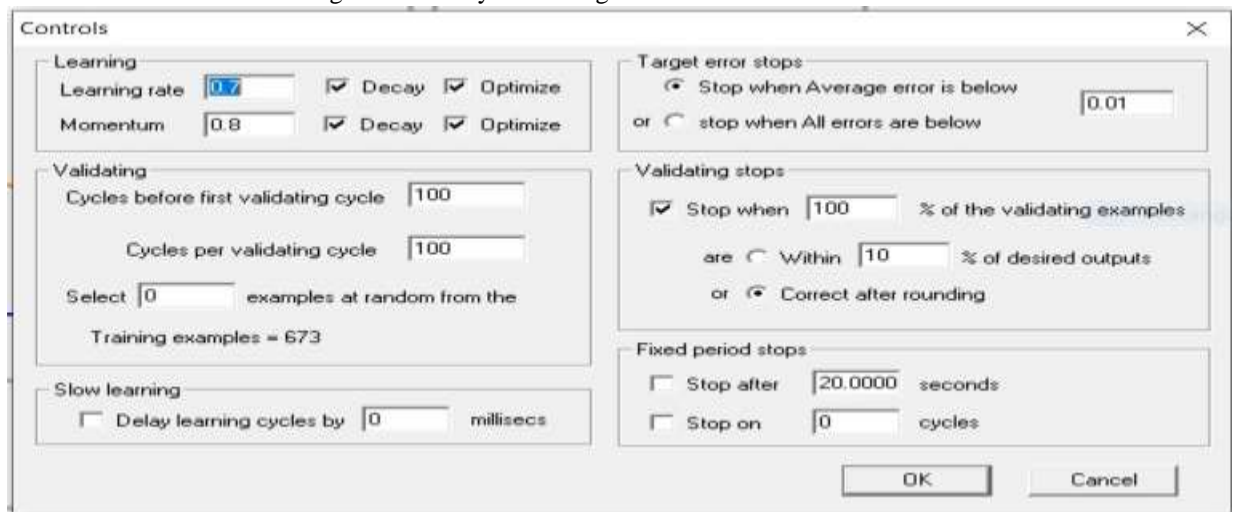 Controls
Learning
Learning rate 0.7 Decay Optimize
Momentum 0.8 Decay Optimize
Validating
Cycles before first validating cycle 100
Cycles per validating cycle 100
Select 0 examples at random from the
Training examples = 673
Slow learning
Delay learning cycles by 0 millisecs
Target error stops
Stop when Average error is below
0.01
or stop when All errors are below
Validating stops
Stop when 100 % of the validating examples
are Within 10 % of desired outputs
or Correct after rounding
Fixed period stops
Stop after 20.0000 seconds
Stop on 0 cycles
OK Cancel